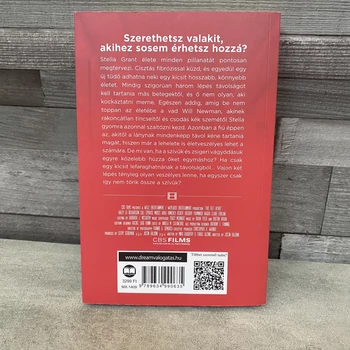 Szerethetsz valakit,
akihez sosem érhetsz hozzá?
Stella Grant élete minden pillanatát pontosan
megtervezi. Cisztás fibrózissal küzd, és egyedül egy
új tüdő adhatna neki egy kicsit hosszabb, könnyebb
életet. Mindig szigorúan három lépés távolságot
kell tartania más betegektől, és ő nem olyan, aki
kockáztatni merne. Egészen addig, amíg be nem
toppan az életébe a vad Will Newman, akinek
rakoncátlan tincseitől és csodás kék szemétől Stella
gyomra azonnal szaltózni kezd. Azonban a fiú éppen
az, akitől a lánynak mindenképp távol kéne tartania
magát, hiszen már a lehelete is életveszélyes lehet a
számára. De mi van, ha a szívük és zsigeri vágyódásuk
egyre közelebb húzza őket egymáshoz? Ha csak
egy kicsit lefaraghatnának a távolságból? Vajon két
lépés tényleg olyan veszélyes lenne, ha egyszer csak
így nem törik össze a szívük?
CBS FILMS
www.dreamvalogatas.hu
3299 Ft
9 789634 990635